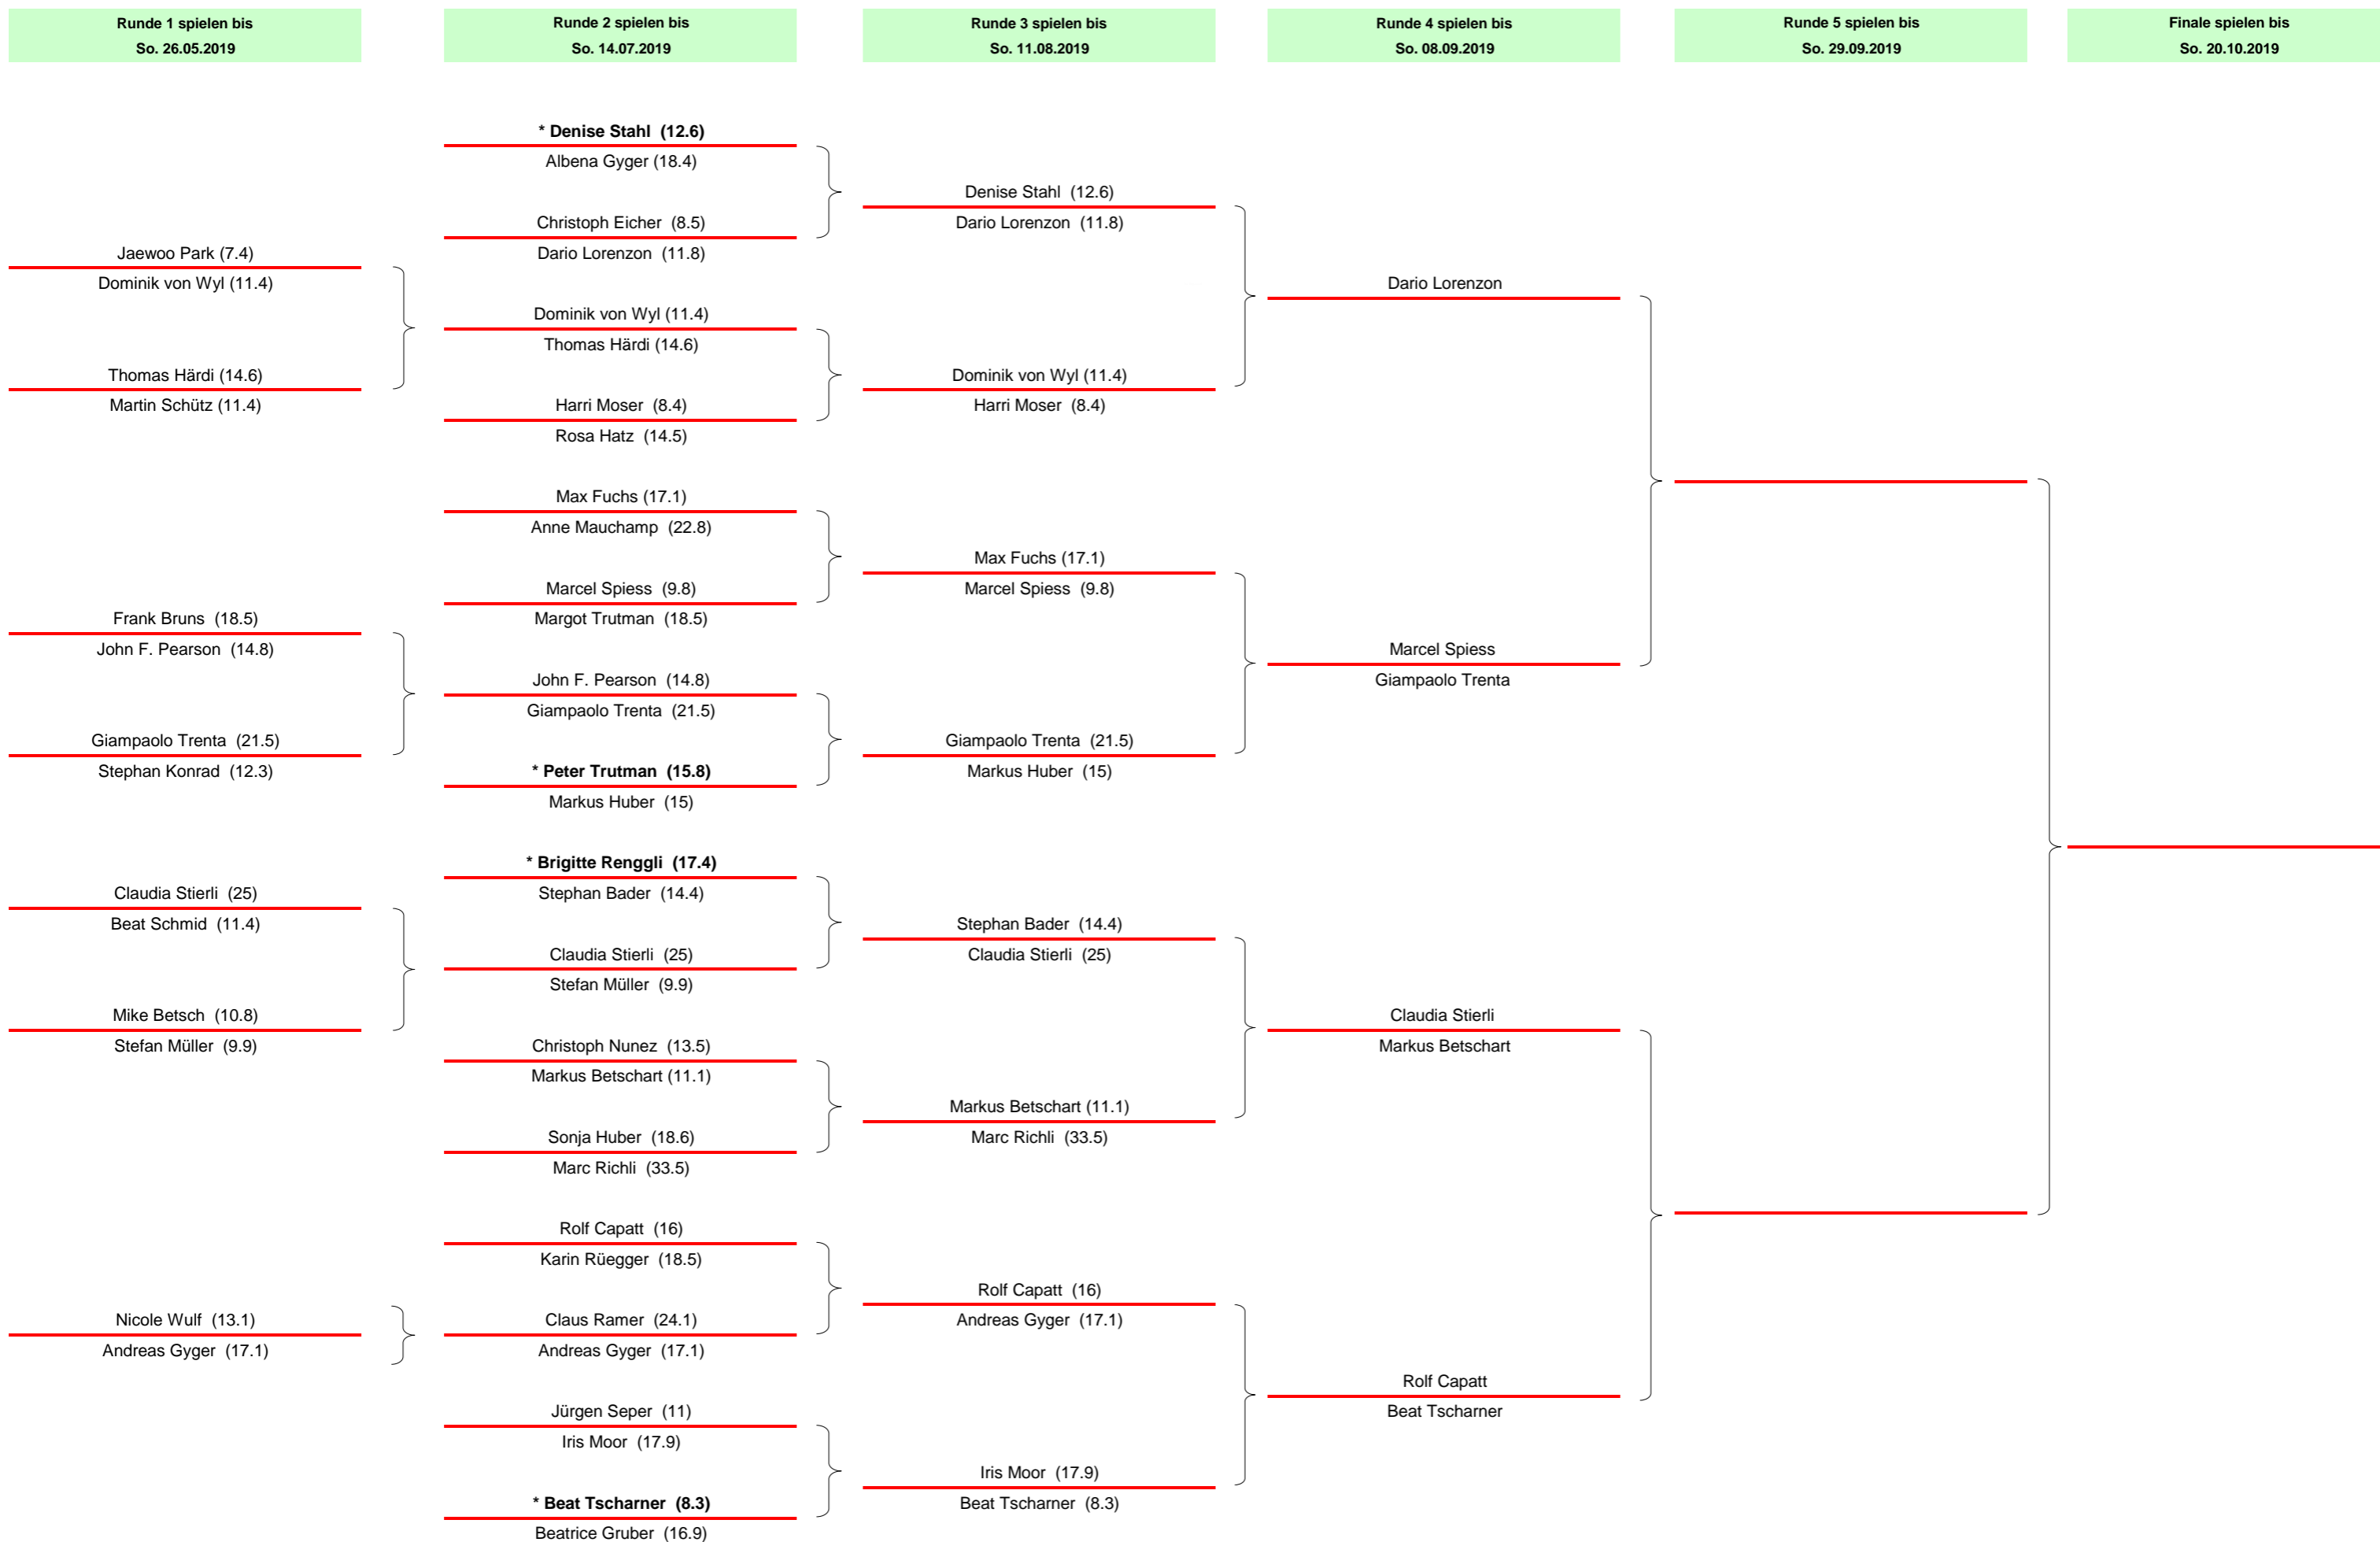 Runde 1 spielen bis
So. 26.05.2019
Runde 2 spielen bis
So. 14.07.2019
Runde 3 spielen bis
So. 11.08.2019
Runde 4 spielen bis
So. 08.09.2019
Runde 5 spielen bis
So. 29.09.2019
Finale spielen bis
So. 20.10.2019
Jaewoo Park (7.4)
Dominik von Wyl (11.4)
Thomas Härdi (14.6)
Martin Schütz (11.4)
Frank Bruns (18.5)
John F. Pearson (14.8)
Giampaolo Trenta (21.5)
Stephan Konrad (12.3)
Claudia Stierli (25)
Beat Schmid (11.4)
Mike Betsch (10.8)
Stefan Müller (9.9)
Nicole Wulf (13.1)
Andreas Gyger (17.1)
* Denise Stahl (12.6)
Albena Gyger (18.4)
Christoph Eicher (8.5)
Dario Lorenzon (11.8)
Dominik von Wyl (11.4)
Thomas Härdi (14.6)
Harri Moser (8.4)
Rosa Hatz (14.5)
Max Fuchs (17.1)
Anne Mauchamp (22.8)
Marcel Spiess (9.8)
Margot Trutman (18.5)
John F. Pearson (14.8)
Giampaolo Trenta (21.5)
* Peter Trutman (15.8)
Markus Huber (15)
* Brigitte Renggli (17.4)
Stephan Bader (14.4)
Claudia Stierli (25)
Stefan Müller (9.9)
Christoph Nunez (13.5)
Markus Betschart (11.1)
Sonja Huber (18.6)
Marc Richli (33.5)
Rolf Capatt (16)
Karin Rüegger (18.5)
Claus Ramer (24.1)
Andreas Gyger (17.1)
Jürgen Seper (11)
Iris Moor (17.9)
* Beat Tscharner (8.3)
Beatrice Gruber (16.9)
Denise Stahl (12.6)
Dario Lorenzon (11.8)
Dominik von Wyl (11.4)
Harri Moser (8.4)
Max Fuchs (17.1)
Marcel Spiess (9.8)
Giampaolo Trenta (21.5)
Markus Huber (15)
Stephan Bader (14.4)
Claudia Stierli (25)
Markus Betschart (11.1)
Marc Richli (33.5)
Rolf Capatt (16)
Andreas Gyger (17.1)
Iris Moor (17.9)
Beat Tscharner (8.3)
Dario Lorenzon
Marcel Spiess
Giampaolo Trenta
Claudia Stierli
Markus Betschart
Rolf Capatt
Beat Tscharner